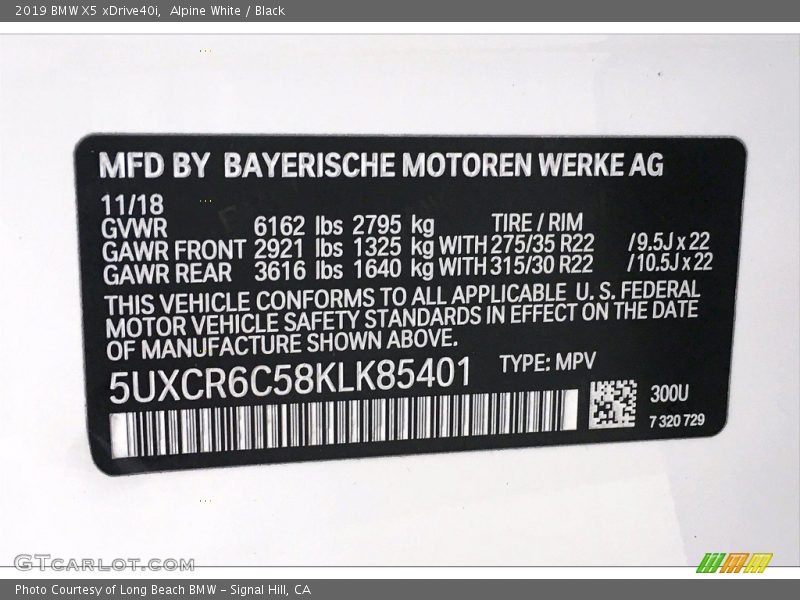 2019 BMW X5 xDrive40i,  Alpine White / Black
MFD BY BAYERISCHE MOTOREN WERKE AG
11/18
GVWR 6162 lbs 2795 kg TIRE / RIM
GAWR FRONT 2921 lbs 1325 kg WITH 275/35 R22 /9.5J x 22
GAWR REAR 3616 lbs 1640 kg WITH 315/30 R22 /10.5J x 22
THIS VEHICLE CONFORMS TO ALL APPLICABLE U. S. FEDERAL
MOTOR VEHICLE SAFETY STANDARDS IN EFFECT ON THE DATE
OF MANUFACTURE SHOWN ABOVE.
5UXCR6C58KLK85401 TYPE: MPV
300U
7 320 729
GTCARLOT.COM
Photo Courtesy of Long Beach BMW - Signal Hill, CA